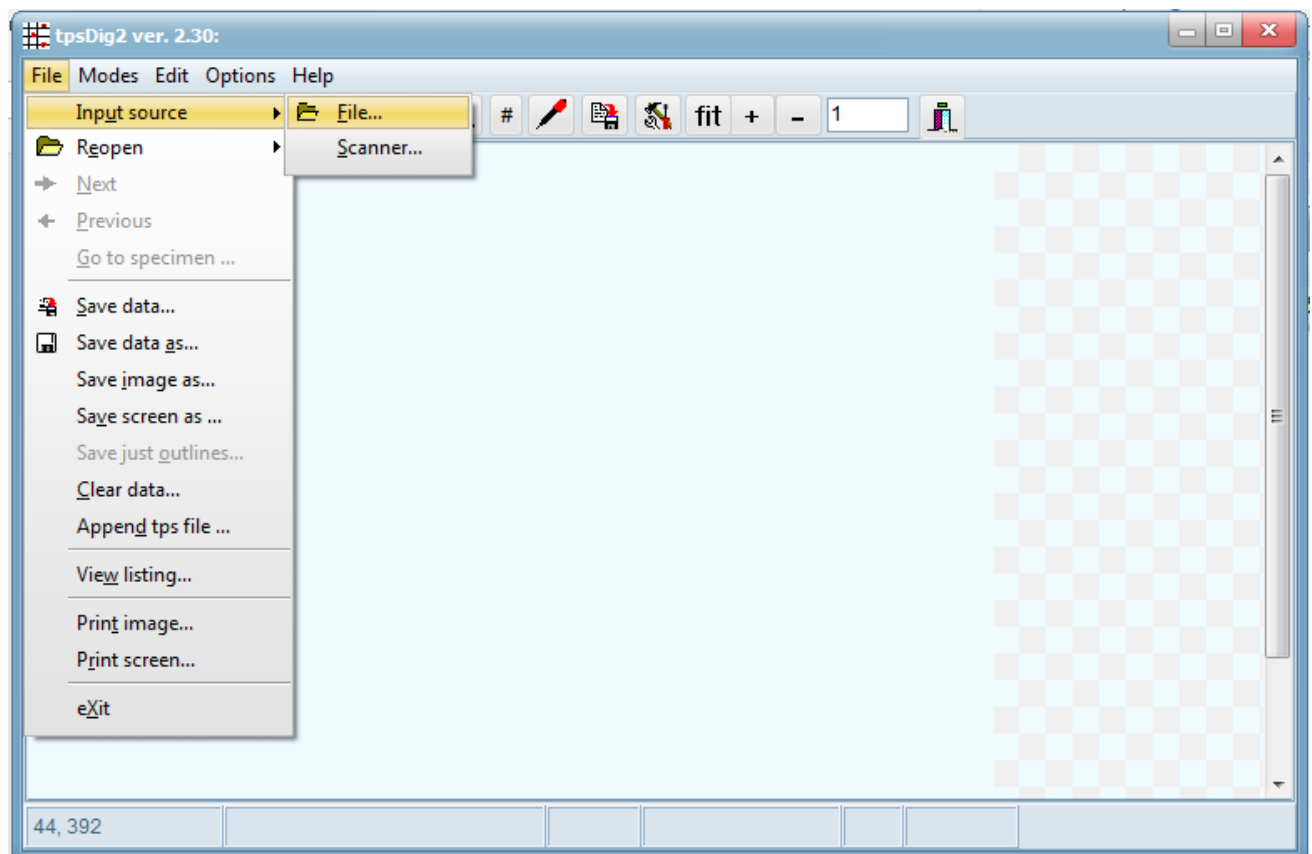 tpsDig2 ver. 2.30:
File Modes Edit Options Help
Input source
File...
# fit + - 1
Reopen
Scanner...
Next
Previous
Go to specimen ...
Save data...
Save data as...
Save image as...
Save screen as ...
Save just outlines...
Clear data...
Append tps file ...
View listing...
Print image...
Print screen...
eXit
44, 392